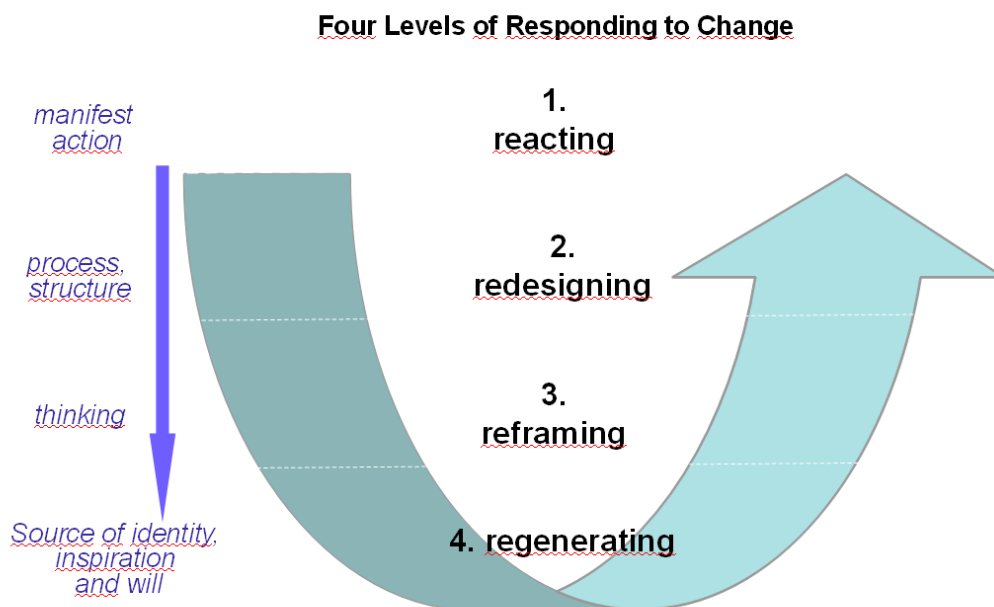 Four Levels of Responding to Change
manifest
action
1.
reacting
process,
structure
2.
redesigning
thinking
3.
reframing
Source of identity,
inspiration
and will
4. regenerating